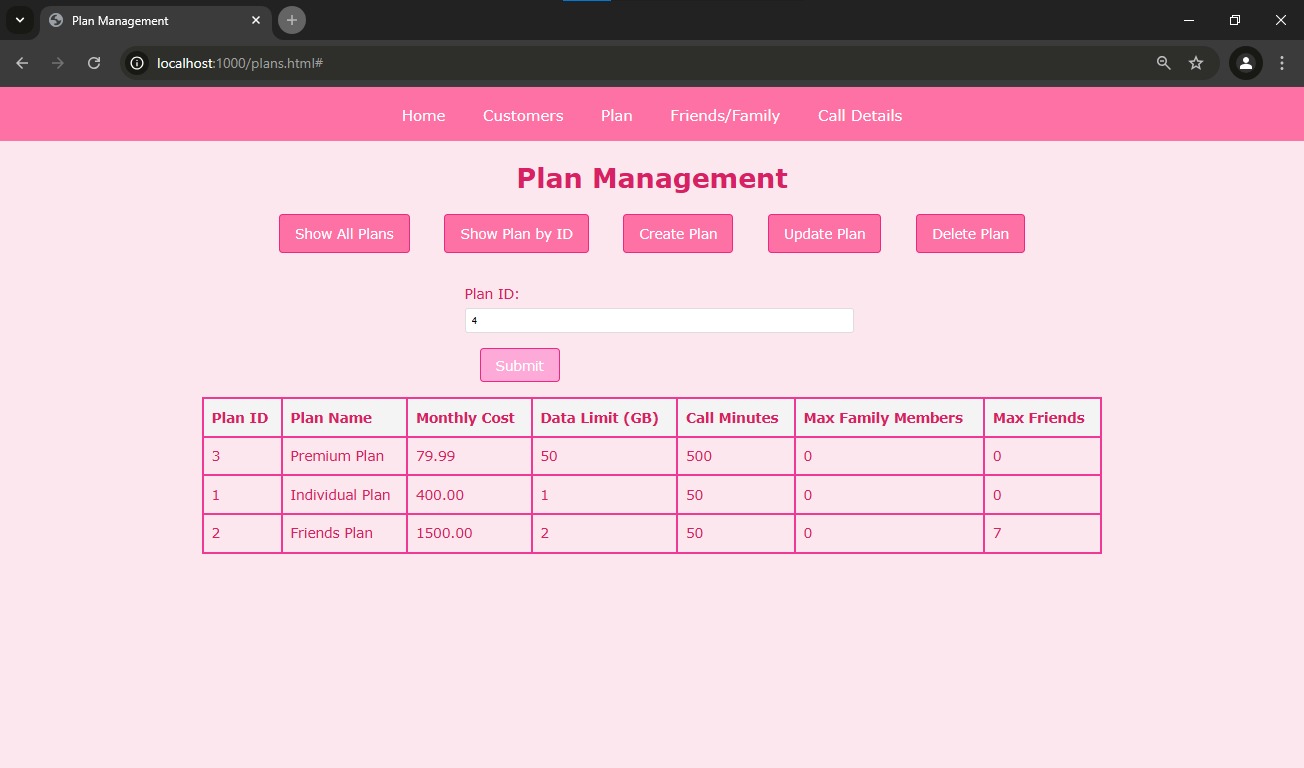 Plan Management
localhost:1000/plans.html#
Home Customers Plan Friends/Family Call Details
Plan Management
Show All Plans Show Plan by ID Create Plan Update Plan Delete Plan
Plan ID:
4
Submit
Plan ID Plan Name Monthly Cost Data Limit (GB) Call Minutes Max Family Members Max Friends
3 Premium Plan 79.99 50 500 0 0
1 Individual Plan 400.00 1 50 0 0
2 Friends Plan 1500.00 2 50 0 7